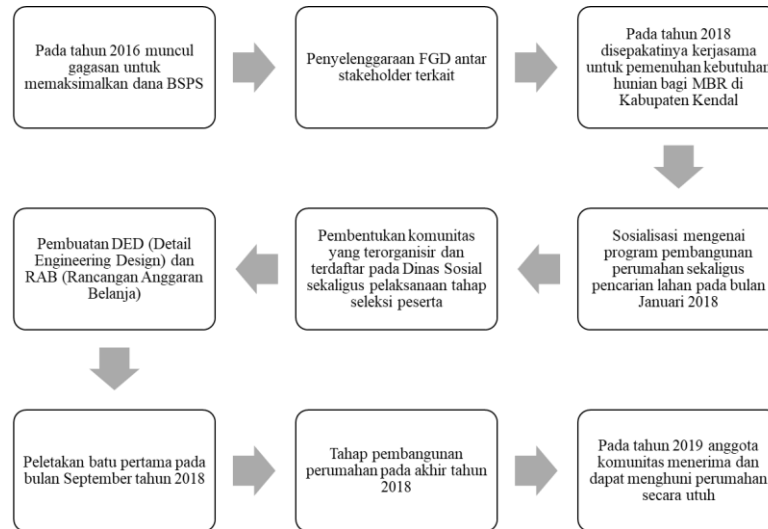 Pada tahun 2016 muncul
gagasan untuk
memaksimalkan dana BSPS
Penyelenggaraan FGD antar
stakeholder terkait
Pada tahun 2018
disepakatinya kerjasama
untuk pemenuhan kebutuhan
hunian bagi MBR di
Kabupaten Kendal
Sosialisasi mengenai
program pembangunan
perumahan sekaligus
pencarian lahan pada bulan
Januari 2018
Pembentukan komunitas
yang terorganisir dan
terdaftar pada Dinas Sosial
sekaligus pelaksanaan tahap
seleksi peserta
Pembuatan DED (Detail
Engineering Design) dan
RAB (Rancangan Anggaran
Belanja)
Peletakan batu pertama pada
bulan September tahun 2018
Tahap pembangunan
perumahan pada akhir tahun
2018
Pada tahun 2019 anggota
komunitas menerima dan
dapat menghuni perumahan
secara utuh